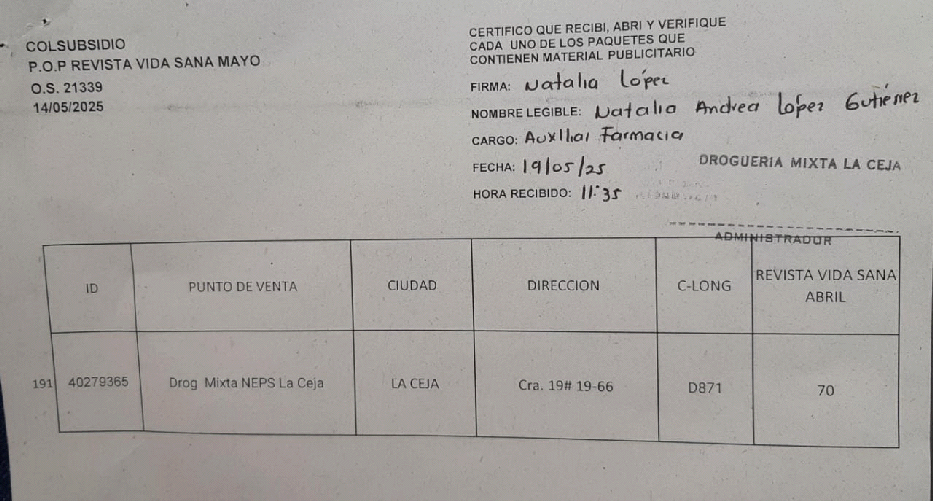 COLSUBSIDIO
P.O.P REVISTA VIDA SANA MAYO
O.S. 21339
14/05/2025
CERTIFICO QUE RECIBI, ABRI Y VERIFIQUE
CADA UNO DE LOS PAQUETES QUE
CONTIENEN MATERIAL PUBLICITARIO
FIRMA: Natalia López
NOMBRE LEGIBLE: Natalia Andrea López Gutiérrez
CARGO: Auxiliar Farmacia
FECHA: 19/05/25
HORA RECIBIDO: 11:35
DROGUERIA MIXTA LA CEJA
ADMINISTRADOR
ID PUNTO DE VENTA CIUDAD DIRECCION C-LONG REVISTA VIDA SANA
ABRIL
191 40279365 Drog Mixta NEPS La Ceja LA CEJA Cra. 19# 19-66 D871 70